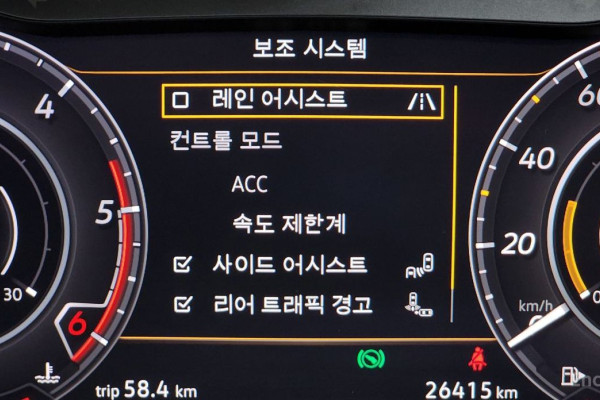 보조 시스템
레인 어시스트
컨트롤 모드
ACC
속도 제한계
사이드 어시스트
리어 트래픽 경고
4
5
6
30
60
40
20
km/h
0
trip 58.4 km
26415 km